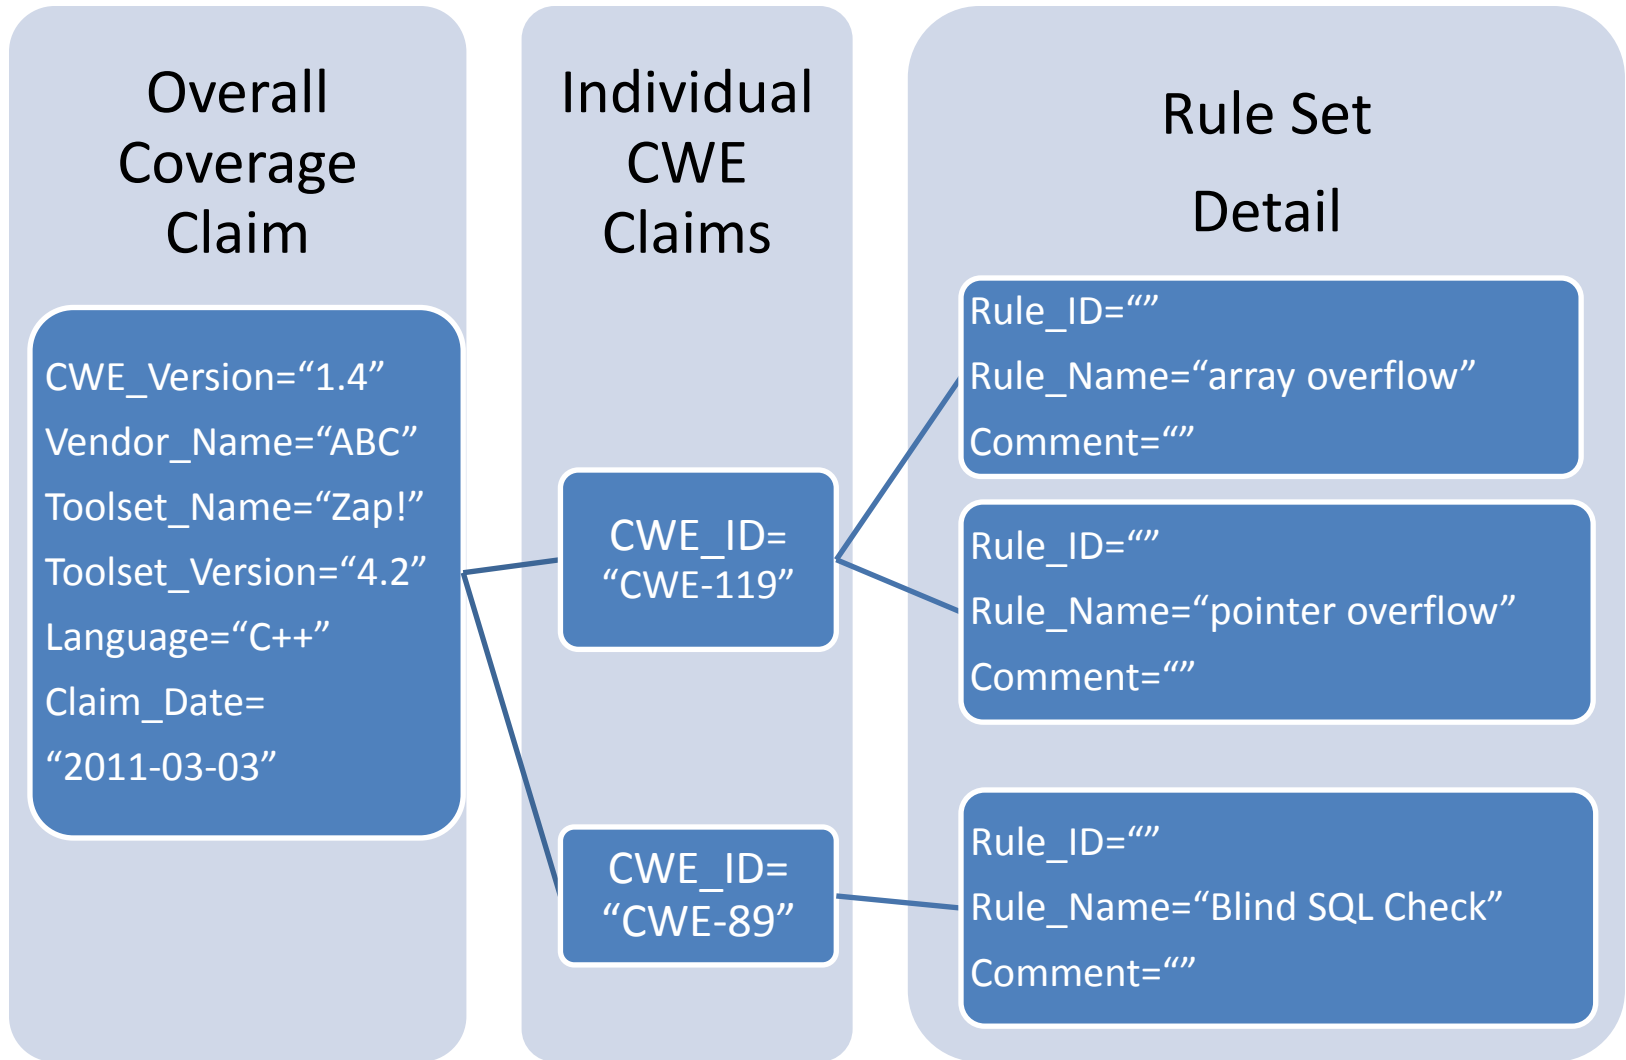 Overall
Coverage
Claim
CWE_Version=“1.4”
Vendor_Name=“ABC”
Toolset_Name=“Zap!”
Toolset_Version=“4.2”
Language=“C++”
Claim_Date=
“2011-03-03”
Individual
CWE
Claims
CWE_ID=
“CWE-119”
CWE_ID=
“CWE-89”
Rule Set
Detail
Rule_ID=“”
Rule_Name=“array overflow”
Comment=“”
Rule_ID=“”
Rule_Name=“pointer overflow”
Comment=“”
Rule_ID=“”
Rule_Name=“Blind SQL Check”
Comment=“”